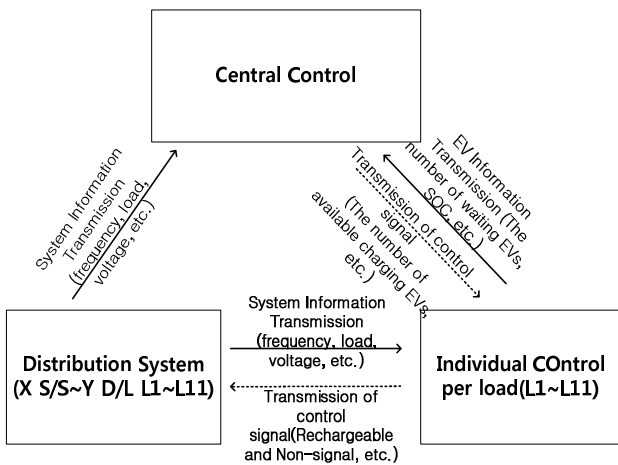 Central Control
System Information
Transmission
(frequency, load,
voltage, etc.)
EV Information
Transmission (The
number of waiting EVs,
SOC, etc.)
Transmission of control
signal
(The number of
available charging EVs,
etc.)
System Information
Transmission
(frequency, load,
voltage, etc.)
Distribution System
(X S/S~Y D/L L1~L11)
Individual COntrol
per load(L1~L11)
Transmission of
control
signal(Rechargeable
and Non-signal, etc.)